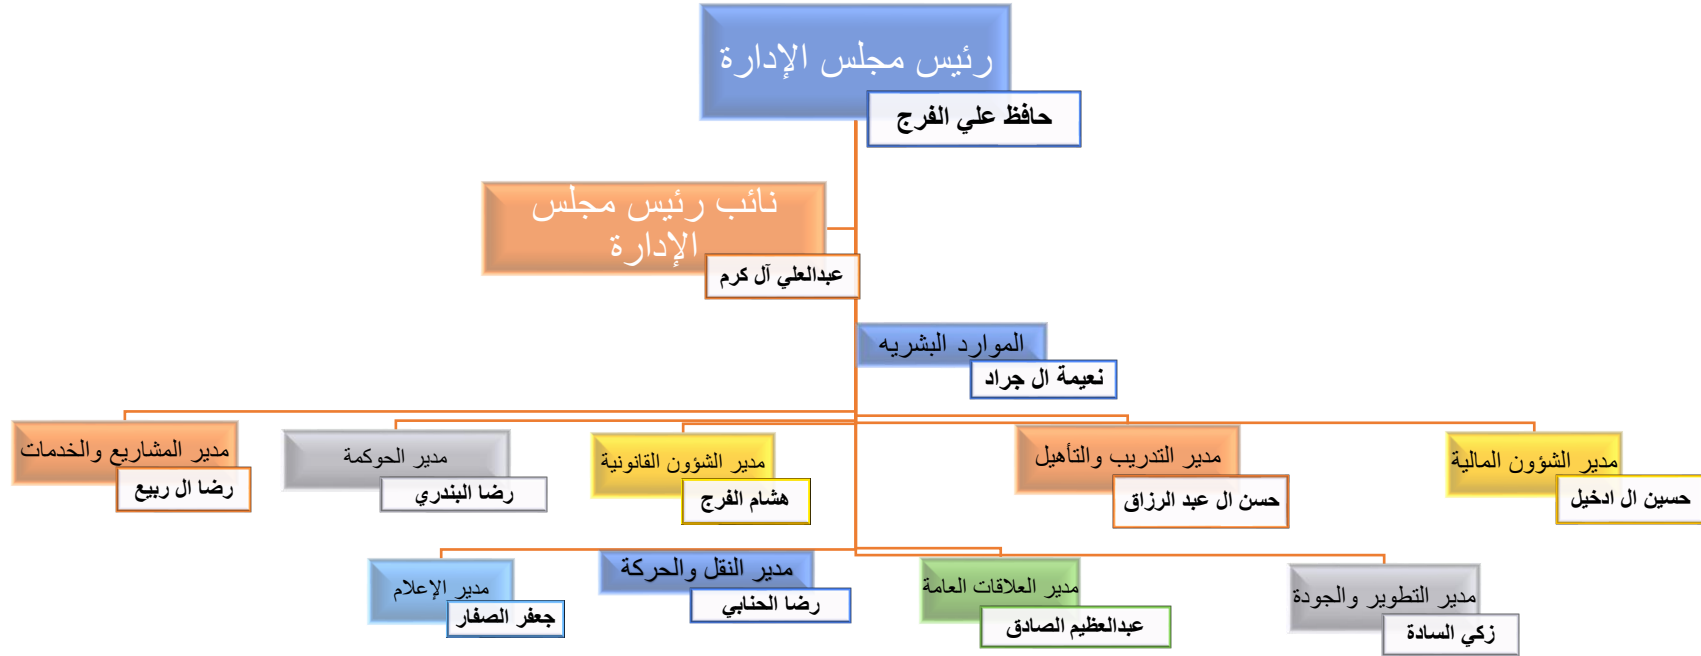 رئيس مجلس الإدارة
حافظ علي الفرج
نائب رئيس مجلس
الإدارة
عبدالعلي آل كرم
الموارد البشريه
نعيمة ال جراد
مدير الشؤون المالية
حسين ال ادخيل
مدير التدريب والتأهيل
حسن ال عبد الرزاق
مدير الشؤون القانونية
هشام الفرج
مدير الحوكمة
رضا البندري
مدير المشاريع والخدمات
رضا ال ربيع
مدير التطوير والجودة
زكي السادة
مدير العلاقات العامة
عبدالعظيم الصادق
مدير النقل والحركة
رضا الحنابي
مدير الإعلام
جعفر الصفار